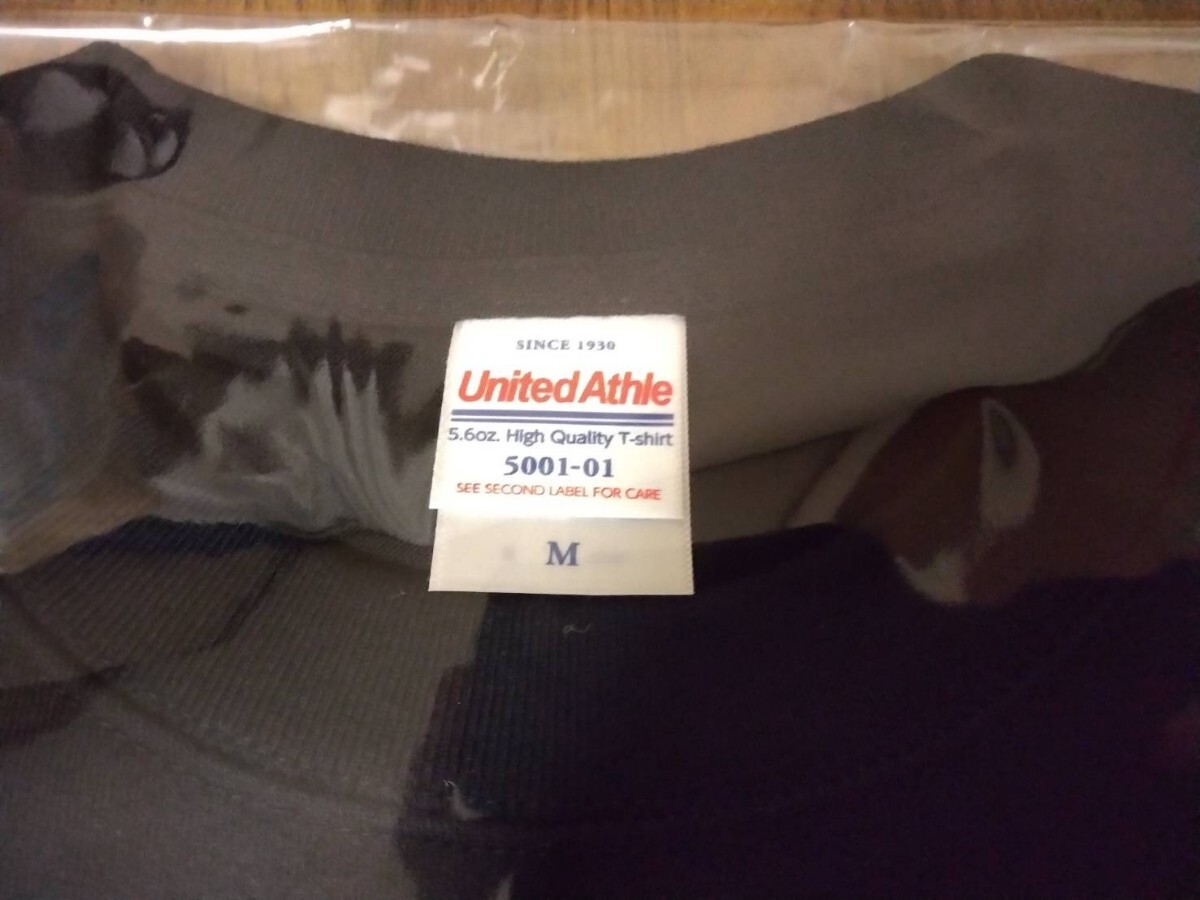 SINCE 1930
United Athle
5.6oz. High Quality T-shirt
5001-01
SEE SECOND LABEL FOR CARE
M